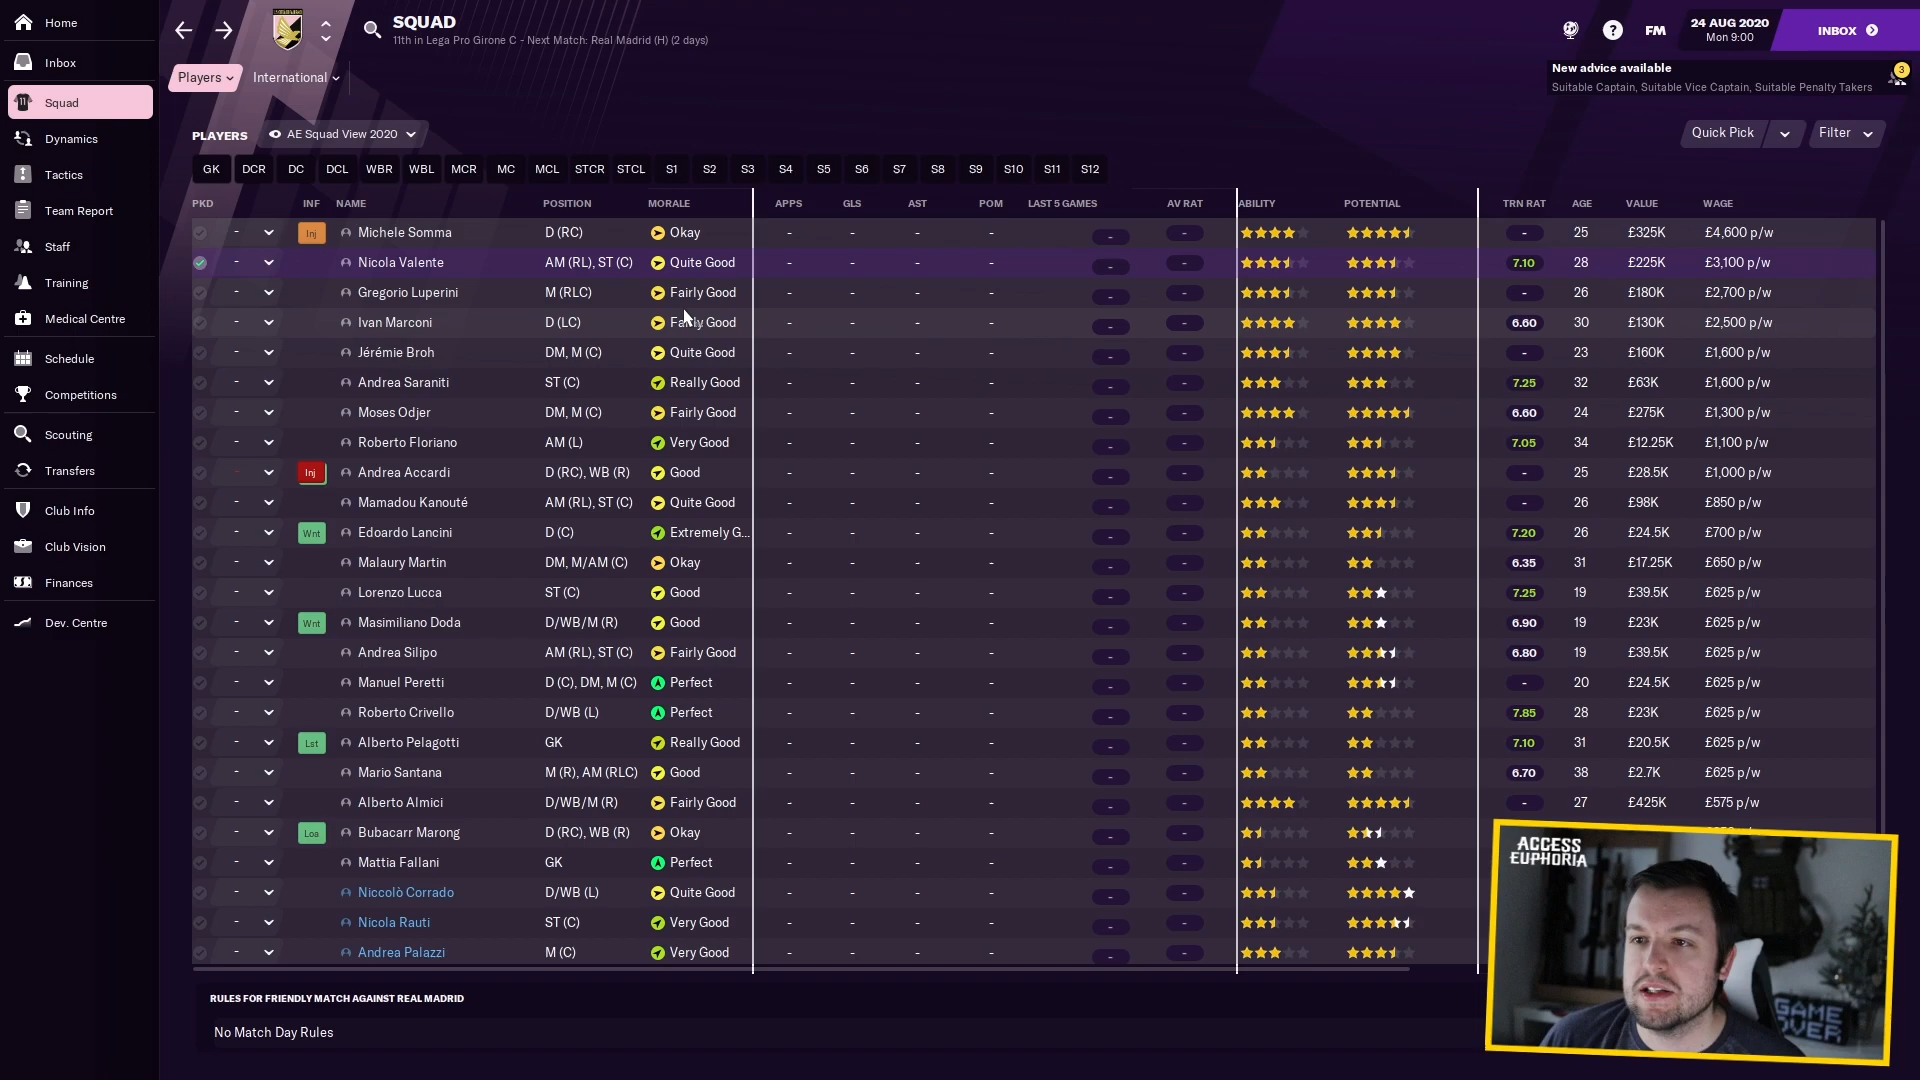 Home
Inbox
Squad
Dynamics
Tactics
Team Report
Staff
Training
Medical Centre
Schedule
Competitions
Scouting
Transfers
Club Info
Club Vision
Finances
Dev. Centre
SQUAD
11th in Lega Pro Girone C - Next Match: Real Madrid (H) (2 days)
FM
24 AUG 2020
Mon 9:00
INBOX
Players
International
New advice available
Suitable Captain, Suitable Vice Captain, Suitable Penalty Takers
3
PLAYERS
AE Squad View 2020
Quick Pick
Filter
GK DCR DC DCL WBR WBL MCR MC MCL STCR STCL S1 S2 S3 S4 S5 S6 S7 S8 S9 S10 S11 S12
PKD INF NAME POSITION MORALE APPS GLS AST POM LAST 5 GAMES AV RAT ABILITY POTENTIAL TRN RAT AGE VALUE WAGE
- Inj Michele Somma D (RC) Okay - - - - - - - 25 £325K £4,600 p/w
- Nicola Valente AM (RL), ST (C) Quite Good - - - - - - 7.10 28 £225K £3,100 p/w
- Gregorio Luperini M (RLC) Fairly Good - - - - - - - 26 £180K £2,700 p/w
- Ivan Marconi D (LC) Fairly Good - - - - - - 6.60 30 £130K £2,500 p/w
- Jérémie Broh DM, M (C) Quite Good - - - - - - - 23 £160K £1,600 p/w
- Andrea Saraniti ST (C) Really Good - - - - - - 7.25 32 £63K £1,600 p/w
- Moses Odjer DM, M (C) Fairly Good - - - - - - 6.60 24 £275K £1,300 p/w
- Roberto Floriano AM (L) Very Good - - - - - - 7.05 34 £12.25K £1,100 p/w
- Inj Andrea Accardi D (RC), WB (R) Good - - - - - - - 25 £28.5K £1,000 p/w
- Mamadou Kanouté AM (RL), ST (C) Quite Good - - - - - - - 26 £98K £850 p/w
- Wnt Edoardo Lancini D (C) Extremely G... - - - - - - 7.20 26 £24.5K £700 p/w
- Malaury Martin DM, M/AM (C) Okay - - - - - - 6.35 31 £17.25K £650 p/w
- Lorenzo Lucca ST (C) Good - - - - - - 7.25 19 £39.5K £625 p/w
- Wnt Masimiliano Doda D/WB/M (R) Good - - - - - - 6.90 19 £23K £625 p/w
- Andrea Silipo AM (RL), ST (C) Fairly Good - - - - - - 6.80 19 £39.5K £625 p/w
- Manuel Peretti D (C), DM, M (C) Perfect - - - - - - - 20 £24.5K £625 p/w
- Roberto Crivello D/WB (L) Perfect - - - - - - 7.85 28 £23K £625 p/w
- Lst Alberto Pelagotti GK Really Good - - - - - - 7.10 31 £20.5K £625 p/w
- Mario Santana M (R), AM (RLC) Good - - - - - - 6.70 38 £2.7K £625 p/w
- Alberto Almici D/WB/M (R) Fairly Good - - - - - - - 27 £425K £575 p/w
- Loa Bubacarr Marong D (RC), WB (R) Okay - - - - - -
- Mattia Fallani GK Perfect - - - - - -
- Niccolò Corrado D/WB (L) Quite Good - - - - - -
- Nicola Rauti ST (C) Very Good - - - - - -
- Andrea Palazzi M (C) Very Good - - - - - -
RULES FOR FRIENDLY MATCH AGAINST REAL MADRID
No Match Day Rules
ACCESS
EUPHORIA
GAME
OVER